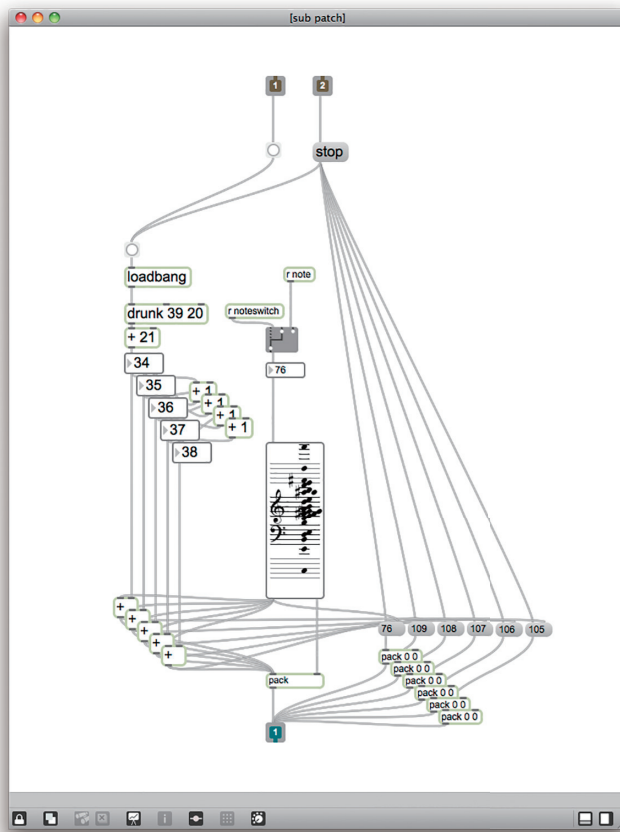 [sub patch]
1 2
stop
loadbang
r note
drunk 39 20
r noteswitch
+ 21
34
76
35
+ 1
36
+ 1
+ 1
37
+ 1
38
+
+
+
+
+
76 109 108 107 106 105
pack 0 0
pack 0 0
pack 0 0
pack 0 0
pack 0 0
pack 0 0
pack
1